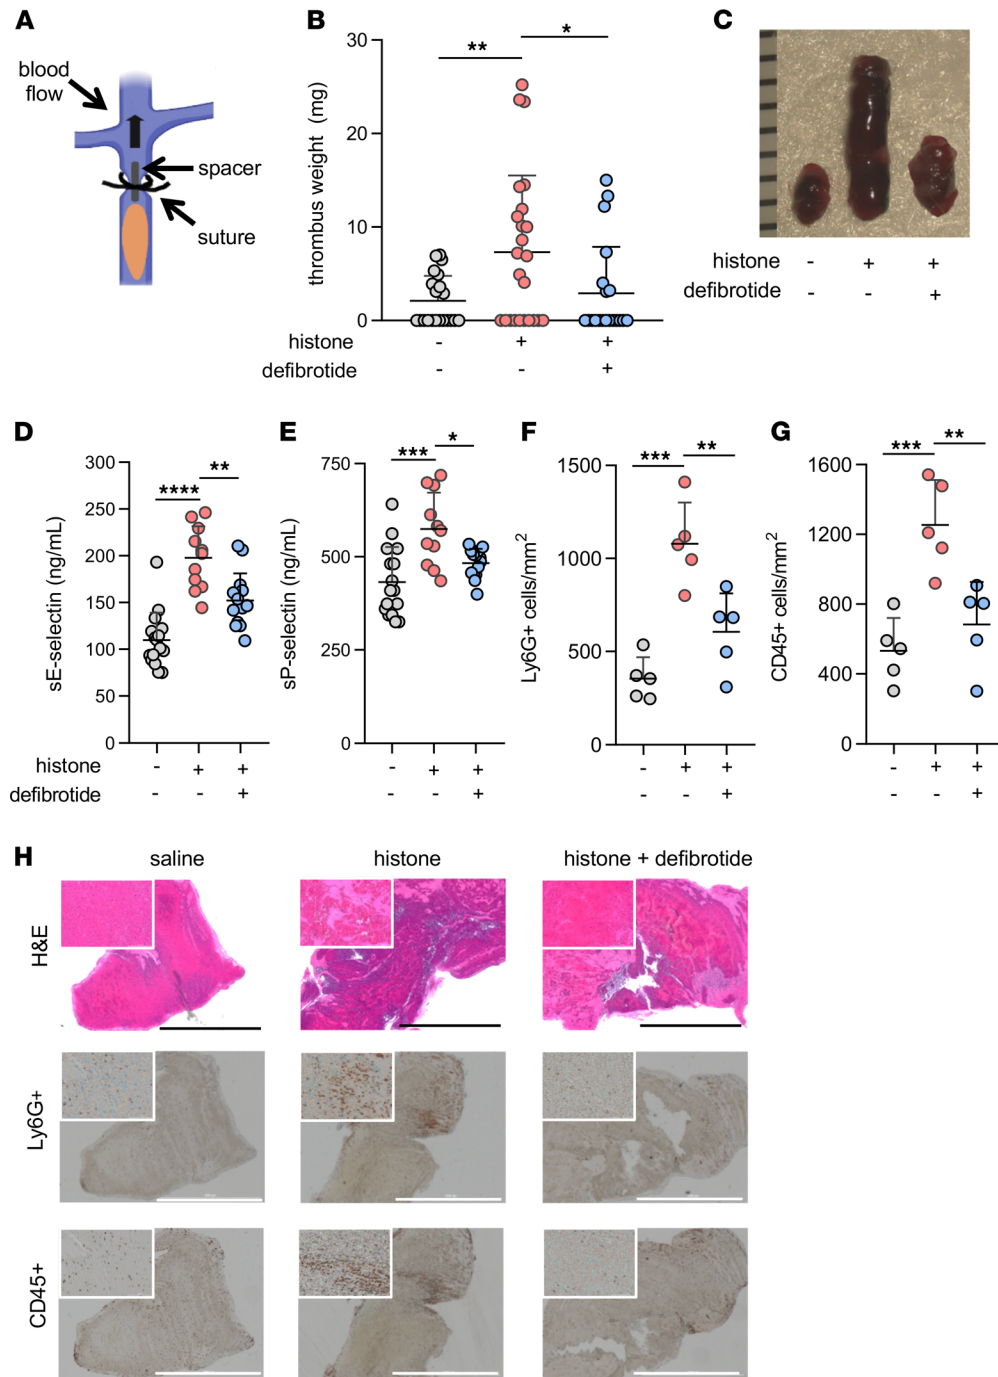 A
blood
flow
spacer
suture
B
thrombus weight (mg)
30
20
10
0
**
*
histone - + +
defibrotide - - +
C
histone - + +
defibrotide - - +
D
sE-selectin (ng/mL)
300
250
200
150
100
50
0
****
**
histone - + +
defibrotide - - +
E
sP-selectin (ng/mL)
750
500
250
0
***
*
- + +
- - +
F
Ly6G+ cells/mm²
1500
1000
500
0
***
**
- + +
- - +
G
CD45+ cells/mm²
1600
1200
800
400
0
***
**
- + +
- - +
H
saline histone histone + defibrotide
H&E
Ly6G+
CD45+